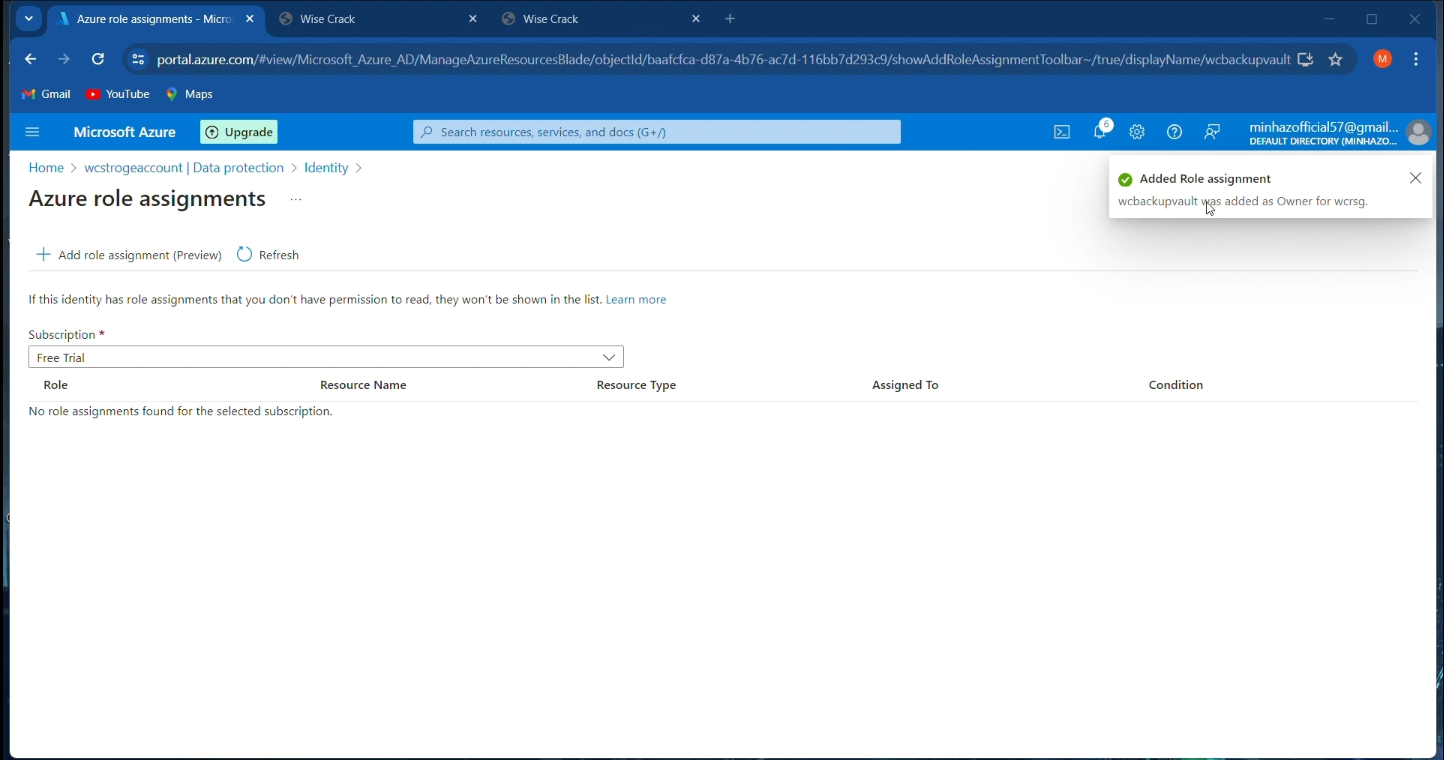 Azure role assignments - Micro
Wise Crack
Wise Crack
portal.azure.com/#view/Microsoft_Azure_AD/ManageAzureResourcesBlade/objectId/baafcfca-d87a-4b76-ac7d-116bb7d293c9/showAddRoleAssignmentToolbar~/true/displayName/wcbackupvault
M
Gmail
YouTube
Maps
Microsoft Azure
Upgrade
Search resources, services, and docs (G+/)
6
minhazofficial57@gmail...
DEFAULT DIRECTORY (MINHAZO...
Home > wcstrogeaccount | Data protection > Identity >
Azure role assignments ...
Added Role assignment
wcbackupvault was added as Owner for wcrsg.
Add role assignment (Preview)
Refresh
If this identity has role assignments that you don't have permission to read, they won't be shown in the list. Learn more
Subscription *
Free Trial
Role Resource Name Resource Type Assigned To Condition
No role assignments found for the selected subscription.